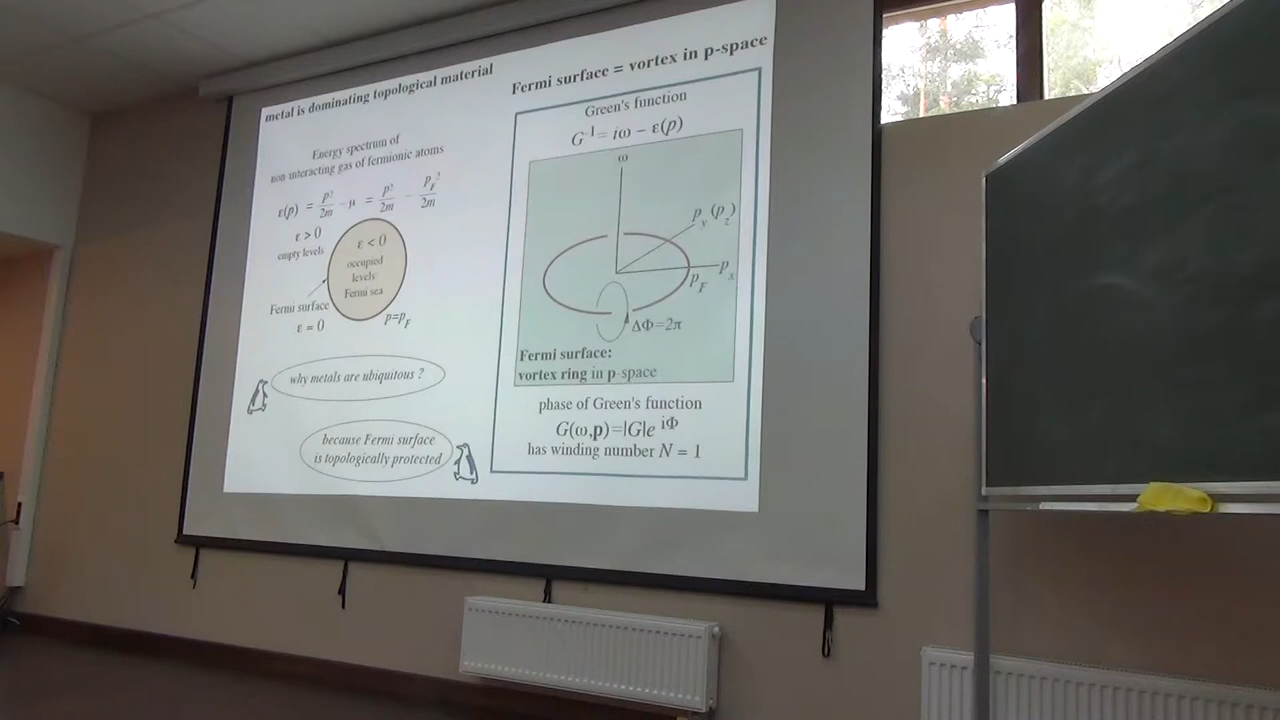 metal is dominating topological material
Energy spectrum of
non-interacting gas of fermionic atoms
ε(p) = p²/2m – μ = p²/2m – p_F²/2m
ε > 0
empty levels
ε < 0
occupied
levels
Fermi sea
Fermi surface
ε = 0
p=p_F
why metals are ubiquitous ?
because Fermi surface
is topologically protected
Fermi surface = vortex in p-space
Green's function
G⁻¹= iω – ε(p)
ω
p_y (p_z)
p_x
p_F
ΔΦ=2π
Fermi surface:
vortex ring in p-space
phase of Green's function
G(ω,p)=|G|e^{iΦ}
has winding number N = 1